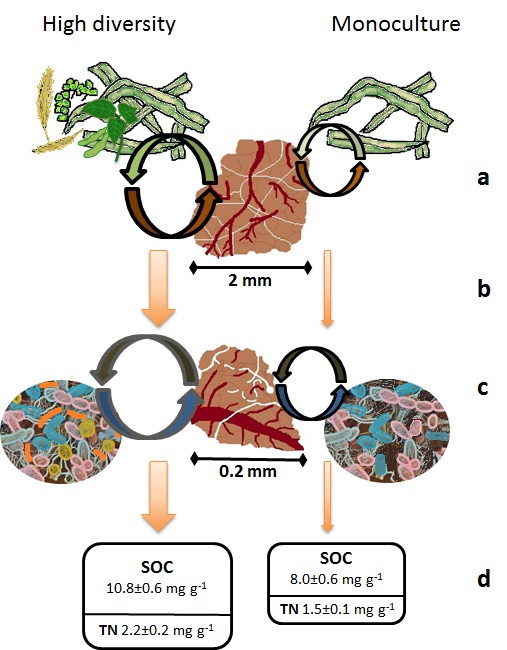 High diversity
Monoculture
a
2 mm
b
c
0.2 mm
SOC
10.8±0.6 mg g⁻¹
TN 2.2±0.2 mg g⁻¹
SOC
8.0±0.6 mg g⁻¹
TN 1.5±0.1 mg g⁻¹
d